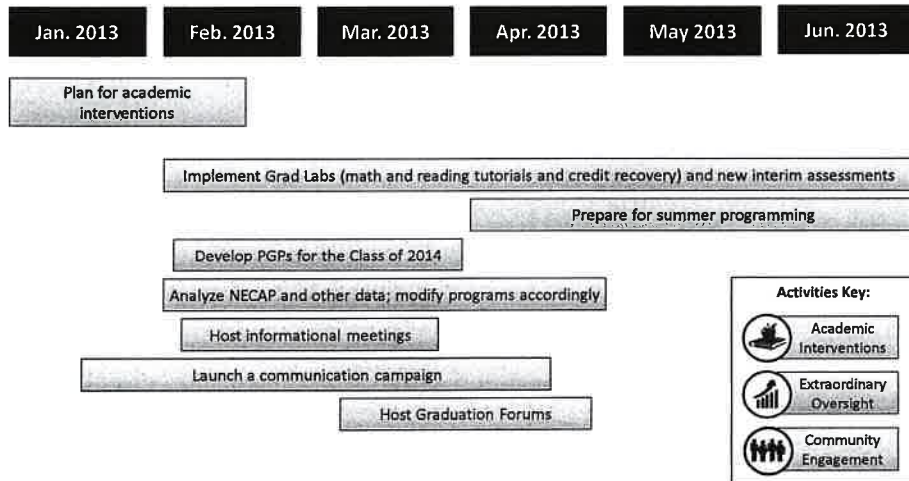 Jan. 2013
Feb. 2013
Mar. 2013
Apr. 2013
May 2013
Jun. 2013
Plan for academic
interventions
Implement Grad Labs (math and reading tutorials and credit recovery) and new interim assessments
Prepare for summer programming
Develop PGPs for the Class of 2014
Analyze NECAP and other data; modify programs accordingly
Host informational meetings
Launch a communication campaign
Host Graduation Forums
Activities Key:
Academic
Interventions
Extraordinary
Oversight
Community
Engagement